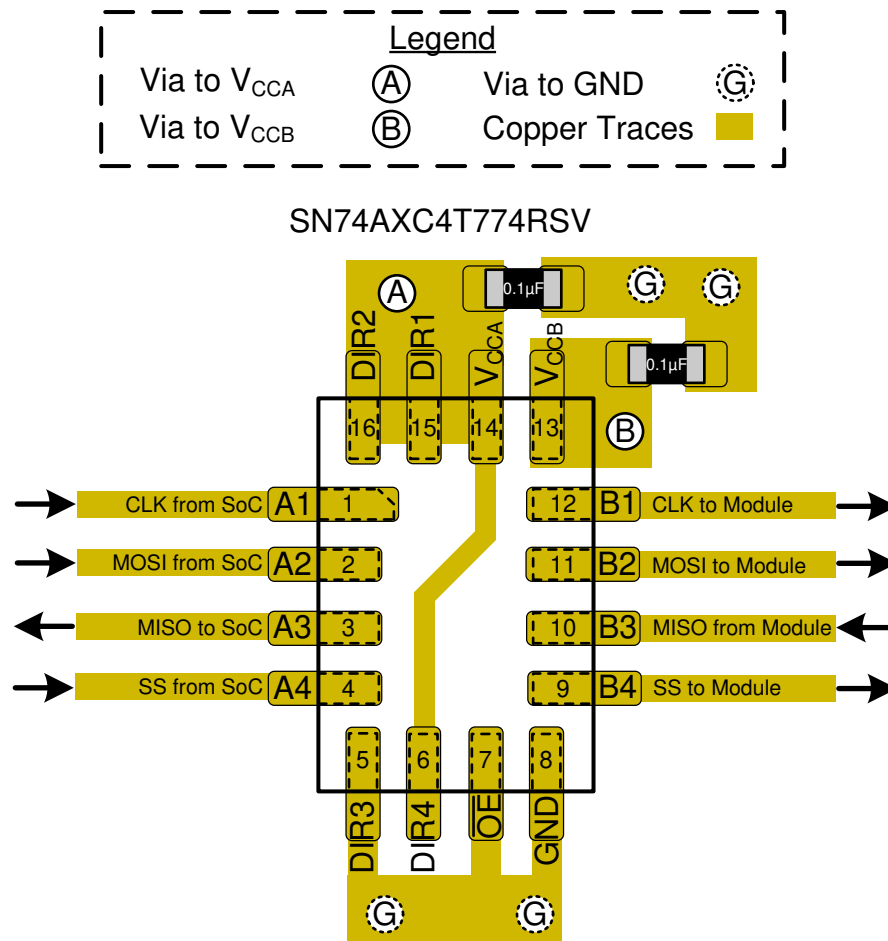 Legend
Via to VCCA A Via to GND G
Via to VCCB B Copper Traces
SN74AXC4T774RSV
A 0.1µF G G
DIR2 DIR1 VCCA VCCB 0.1µF
16 15 14 13 B
CLK from SoC A1 1 12 B1 CLK to Module
MOSI from SoC A2 2 11 B2 MOSI to Module
MISO to SoC A3 3 10 B3 MISO from Module
SS from SoC A4 4 9 B4 SS to Module
5 6 7 8
DIR3 DIR4 O̅E̅ GND
G G